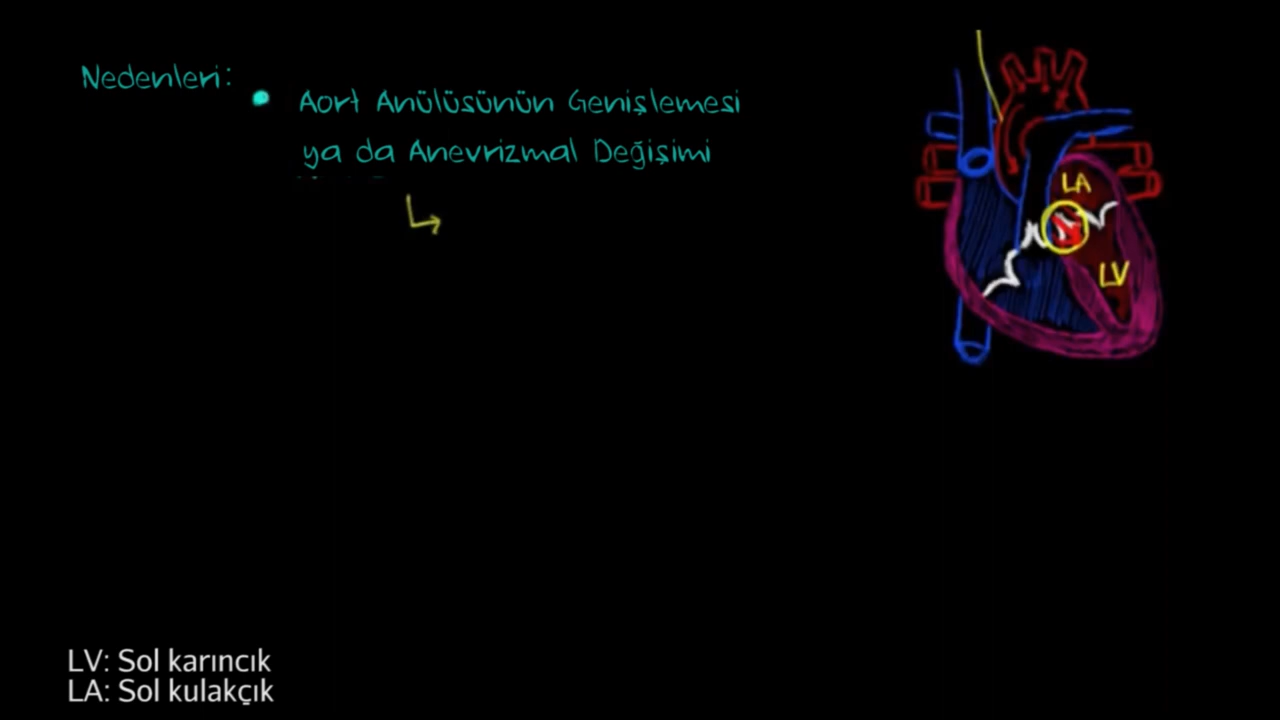 Nedenleri:
• Aort Anülüsünün Genişlemesi
ya da Anevrizmal Değişimi
LA
LV
LV: Sol karıncık
LA: Sol kulakçık